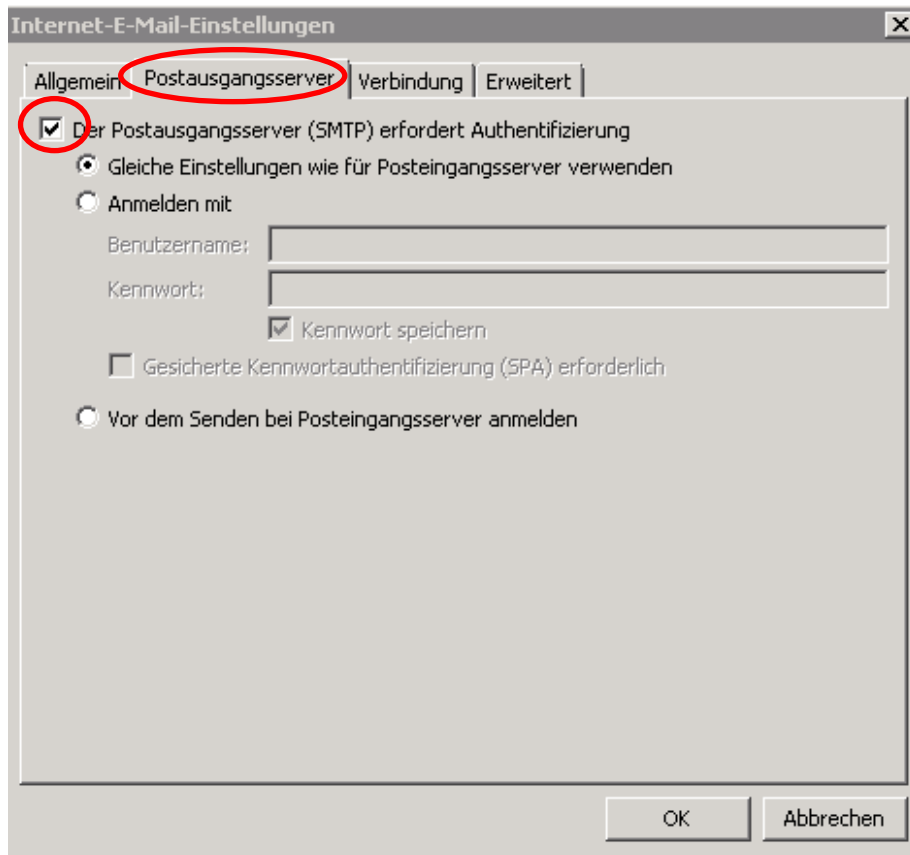 Internet-E-Mail-Einstellungen
Allgemein Postausgangsserver Verbindung Erweitert
Der Postausgangsserver (SMTP) erfordert Authentifizierung
Gleiche Einstellungen wie für Posteingangsserver verwenden
Anmelden mit
Benutzername:
Kennwort:
Kennwort speichern
Gesicherte Kennwortauthentifizierung (SPA) erforderlich
Vor dem Senden bei Posteingangsserver anmelden
OK Abbrechen